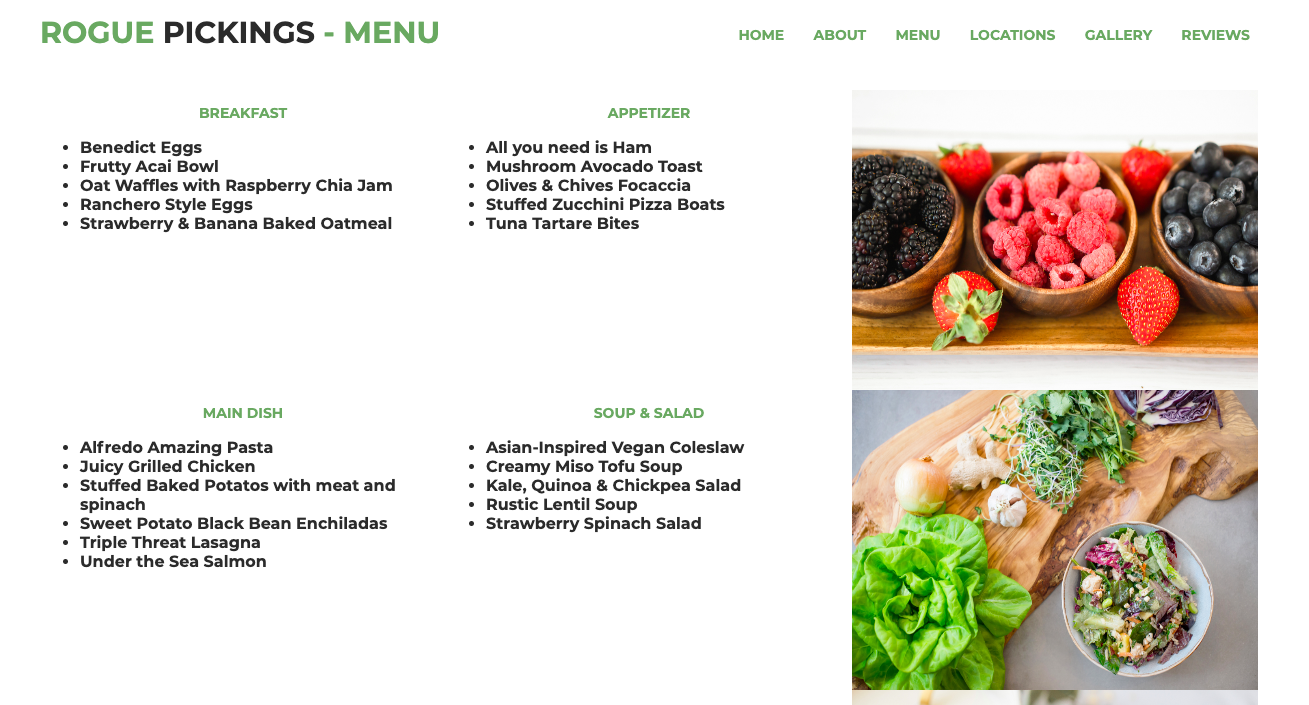 ROGUE PICKINGS - MENU
HOME ABOUT MENU LOCATIONS GALLERY REVIEWS
BREAKFAST
• Benedict Eggs
• Frutty Acai Bowl
• Oat Waffles with Raspberry Chia Jam
• Ranchero Style Eggs
• Strawberry & Banana Baked Oatmeal
APPETIZER
• All you need is Ham
• Mushroom Avocado Toast
• Olives & Chives Focaccia
• Stuffed Zucchini Pizza Boats
• Tuna Tartare Bites
MAIN DISH
• Alfredo Amazing Pasta
• Juicy Grilled Chicken
• Stuffed Baked Potatos with meat and
spinach
• Sweet Potato Black Bean Enchiladas
• Triple Threat Lasagna
• Under the Sea Salmon
SOUP & SALAD
• Asian-Inspired Vegan Coleslaw
• Creamy Miso Tofu Soup
• Kale, Quinoa & Chickpea Salad
• Rustic Lentil Soup
• Strawberry Spinach Salad